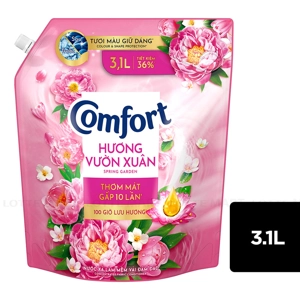 TƯƠI MÀU GIỮ DÁNG*
COLOUR & SHAPE PROTECTION*
3,1L TIẾT KIỆM 36%
Comfort
HƯƠNG
VƯỜN XUÂN
SPRING GARDEN
THƠM MÁT
GẤP 10 LẦN*
100 GIỜ LƯU HƯƠNG*
3.1L